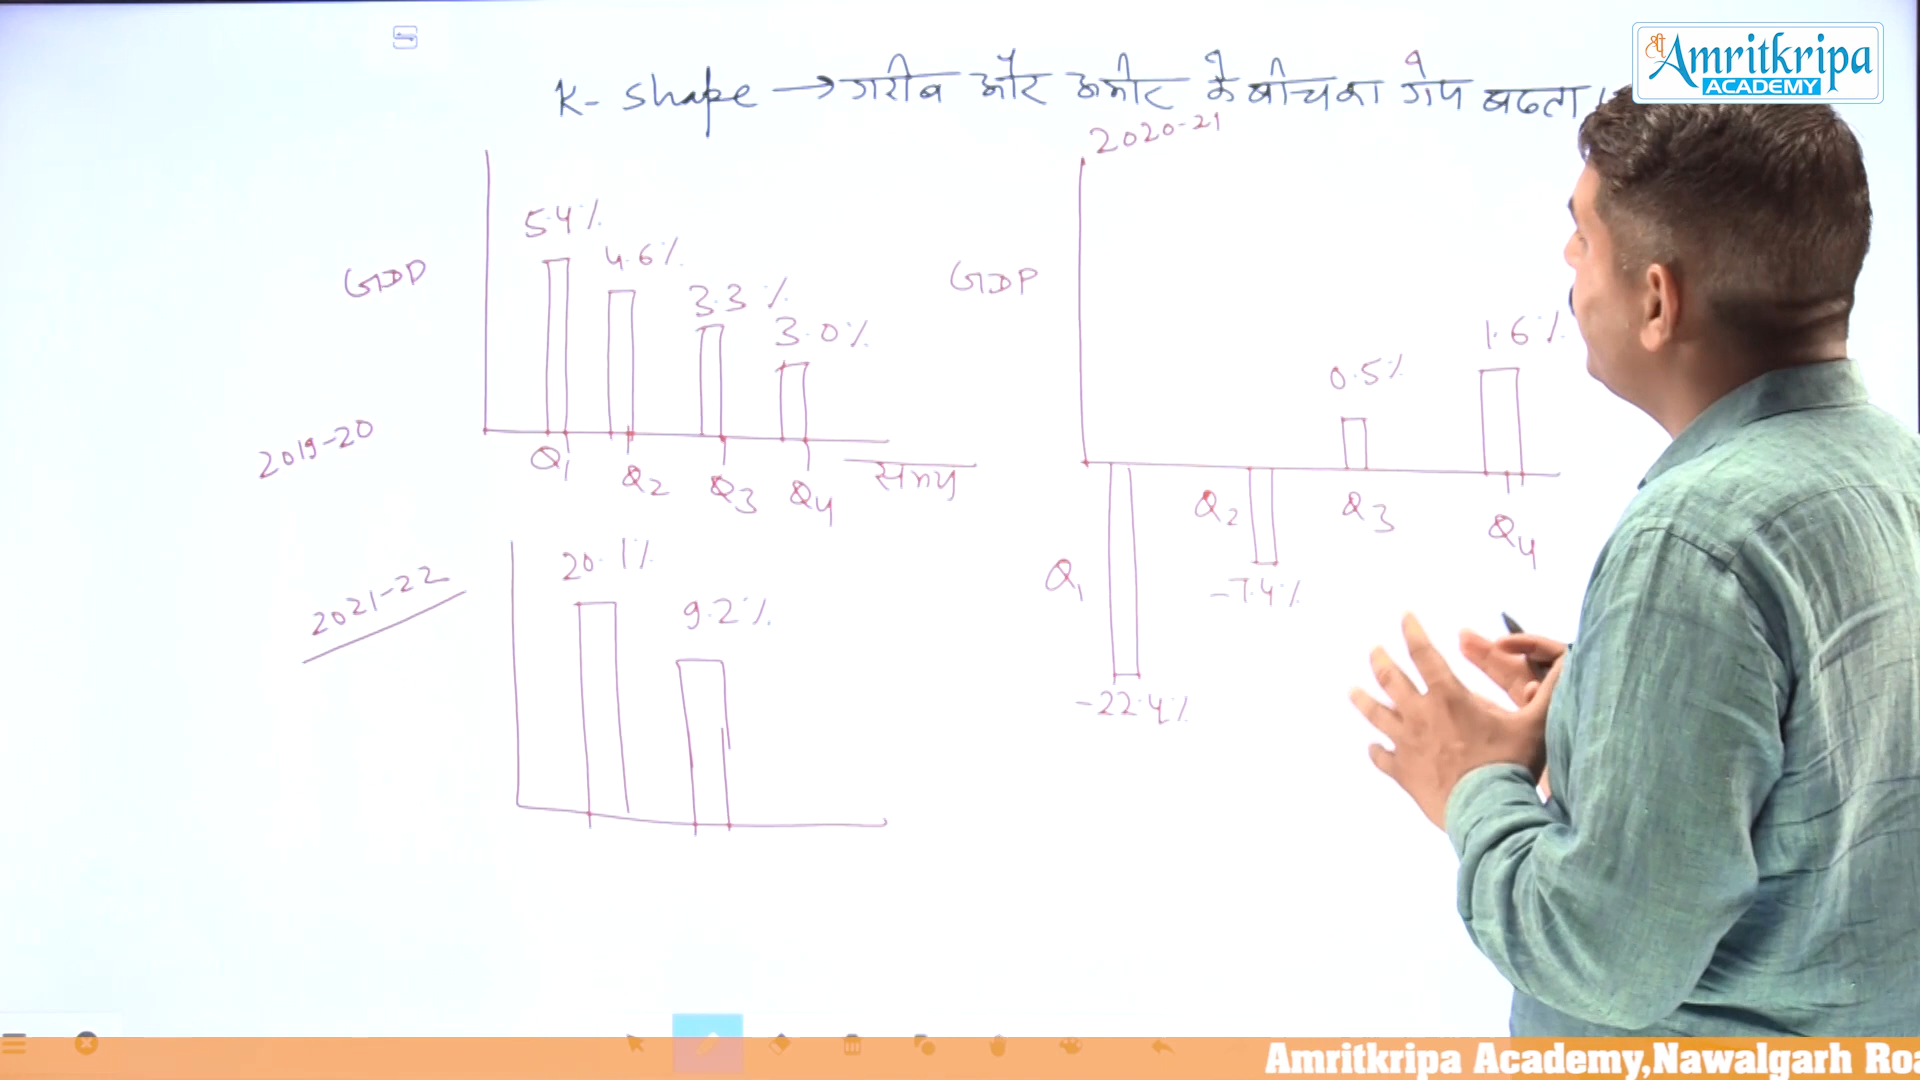 श्री Amritkripa
ACADEMY
K- Shape → गरीब और अमीर के बीच का गेप बढता
2020-21
5.4%
4.6%
3.3%
3.0%
GDP
2019-20
Q1
Q2
Q3
Q4
समय
GDP
0.5%
1.6%
Q1
Q2
Q3
Q4
-7.4%
-22.4%
2021-22
20.1%
9.2%
Amritkripa Academy,Nawalgarh Roa